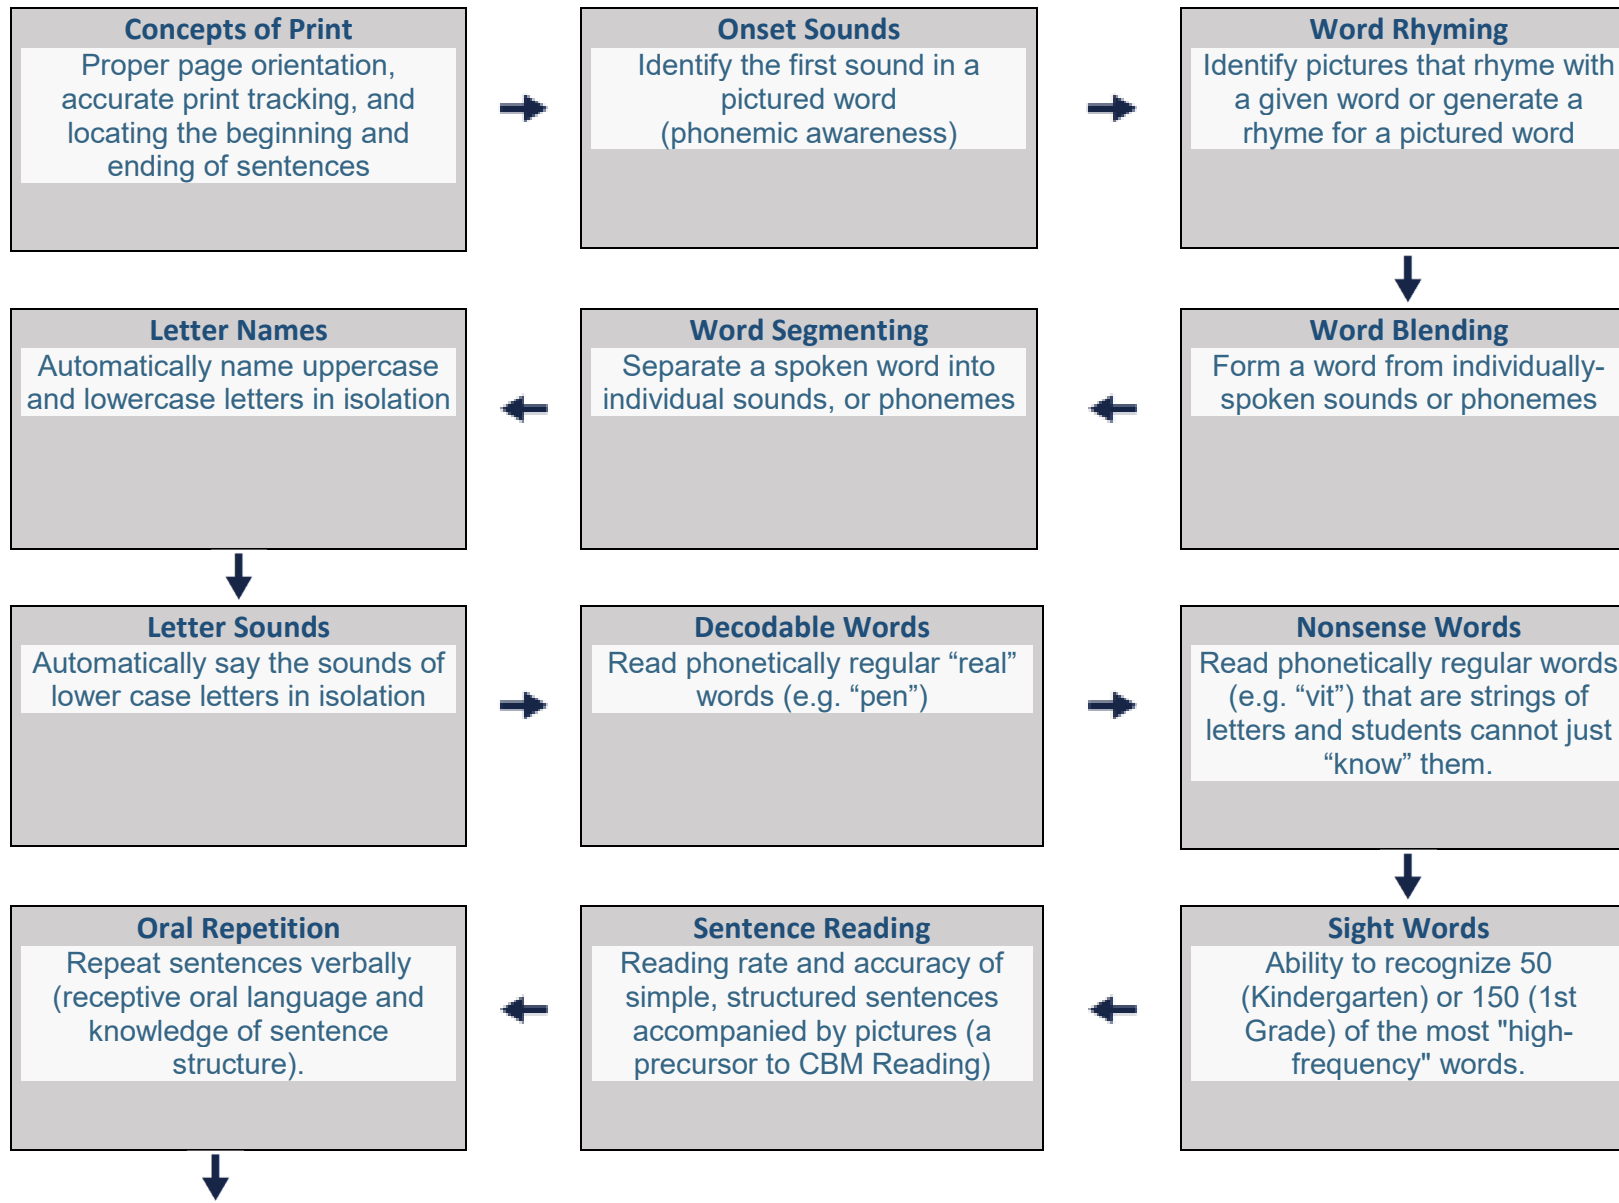 Concepts of Print
Proper page orientation,
accurate print tracking, and
locating the beginning and
ending of sentences
Onset Sounds
Identify the first sound in a
pictured word
(phonemic awareness)
Word Rhyming
Identify pictures that rhyme with
a given word or generate a
rhyme for a pictured word
Word Blending
Form a word from individually-
spoken sounds or phonemes
Word Segmenting
Separate a spoken word into
individual sounds, or phonemes
Letter Names
Automatically name uppercase
and lowercase letters in isolation
Letter Sounds
Automatically say the sounds of
lower case letters in isolation
Decodable Words
Read phonetically regular “real”
words (e.g. “pen”)
Nonsense Words
Read phonetically regular words
(e.g. “vit”) that are strings of
letters and students cannot just
“know” them.
Sight Words
Ability to recognize 50
(Kindergarten) or 150 (1st
Grade) of the most "high-
frequency" words.
Sentence Reading
Reading rate and accuracy of
simple, structured sentences
accompanied by pictures (a
precursor to CBM Reading)
Oral Repetition
Repeat sentences verbally
(receptive oral language and
knowledge of sentence
structure).